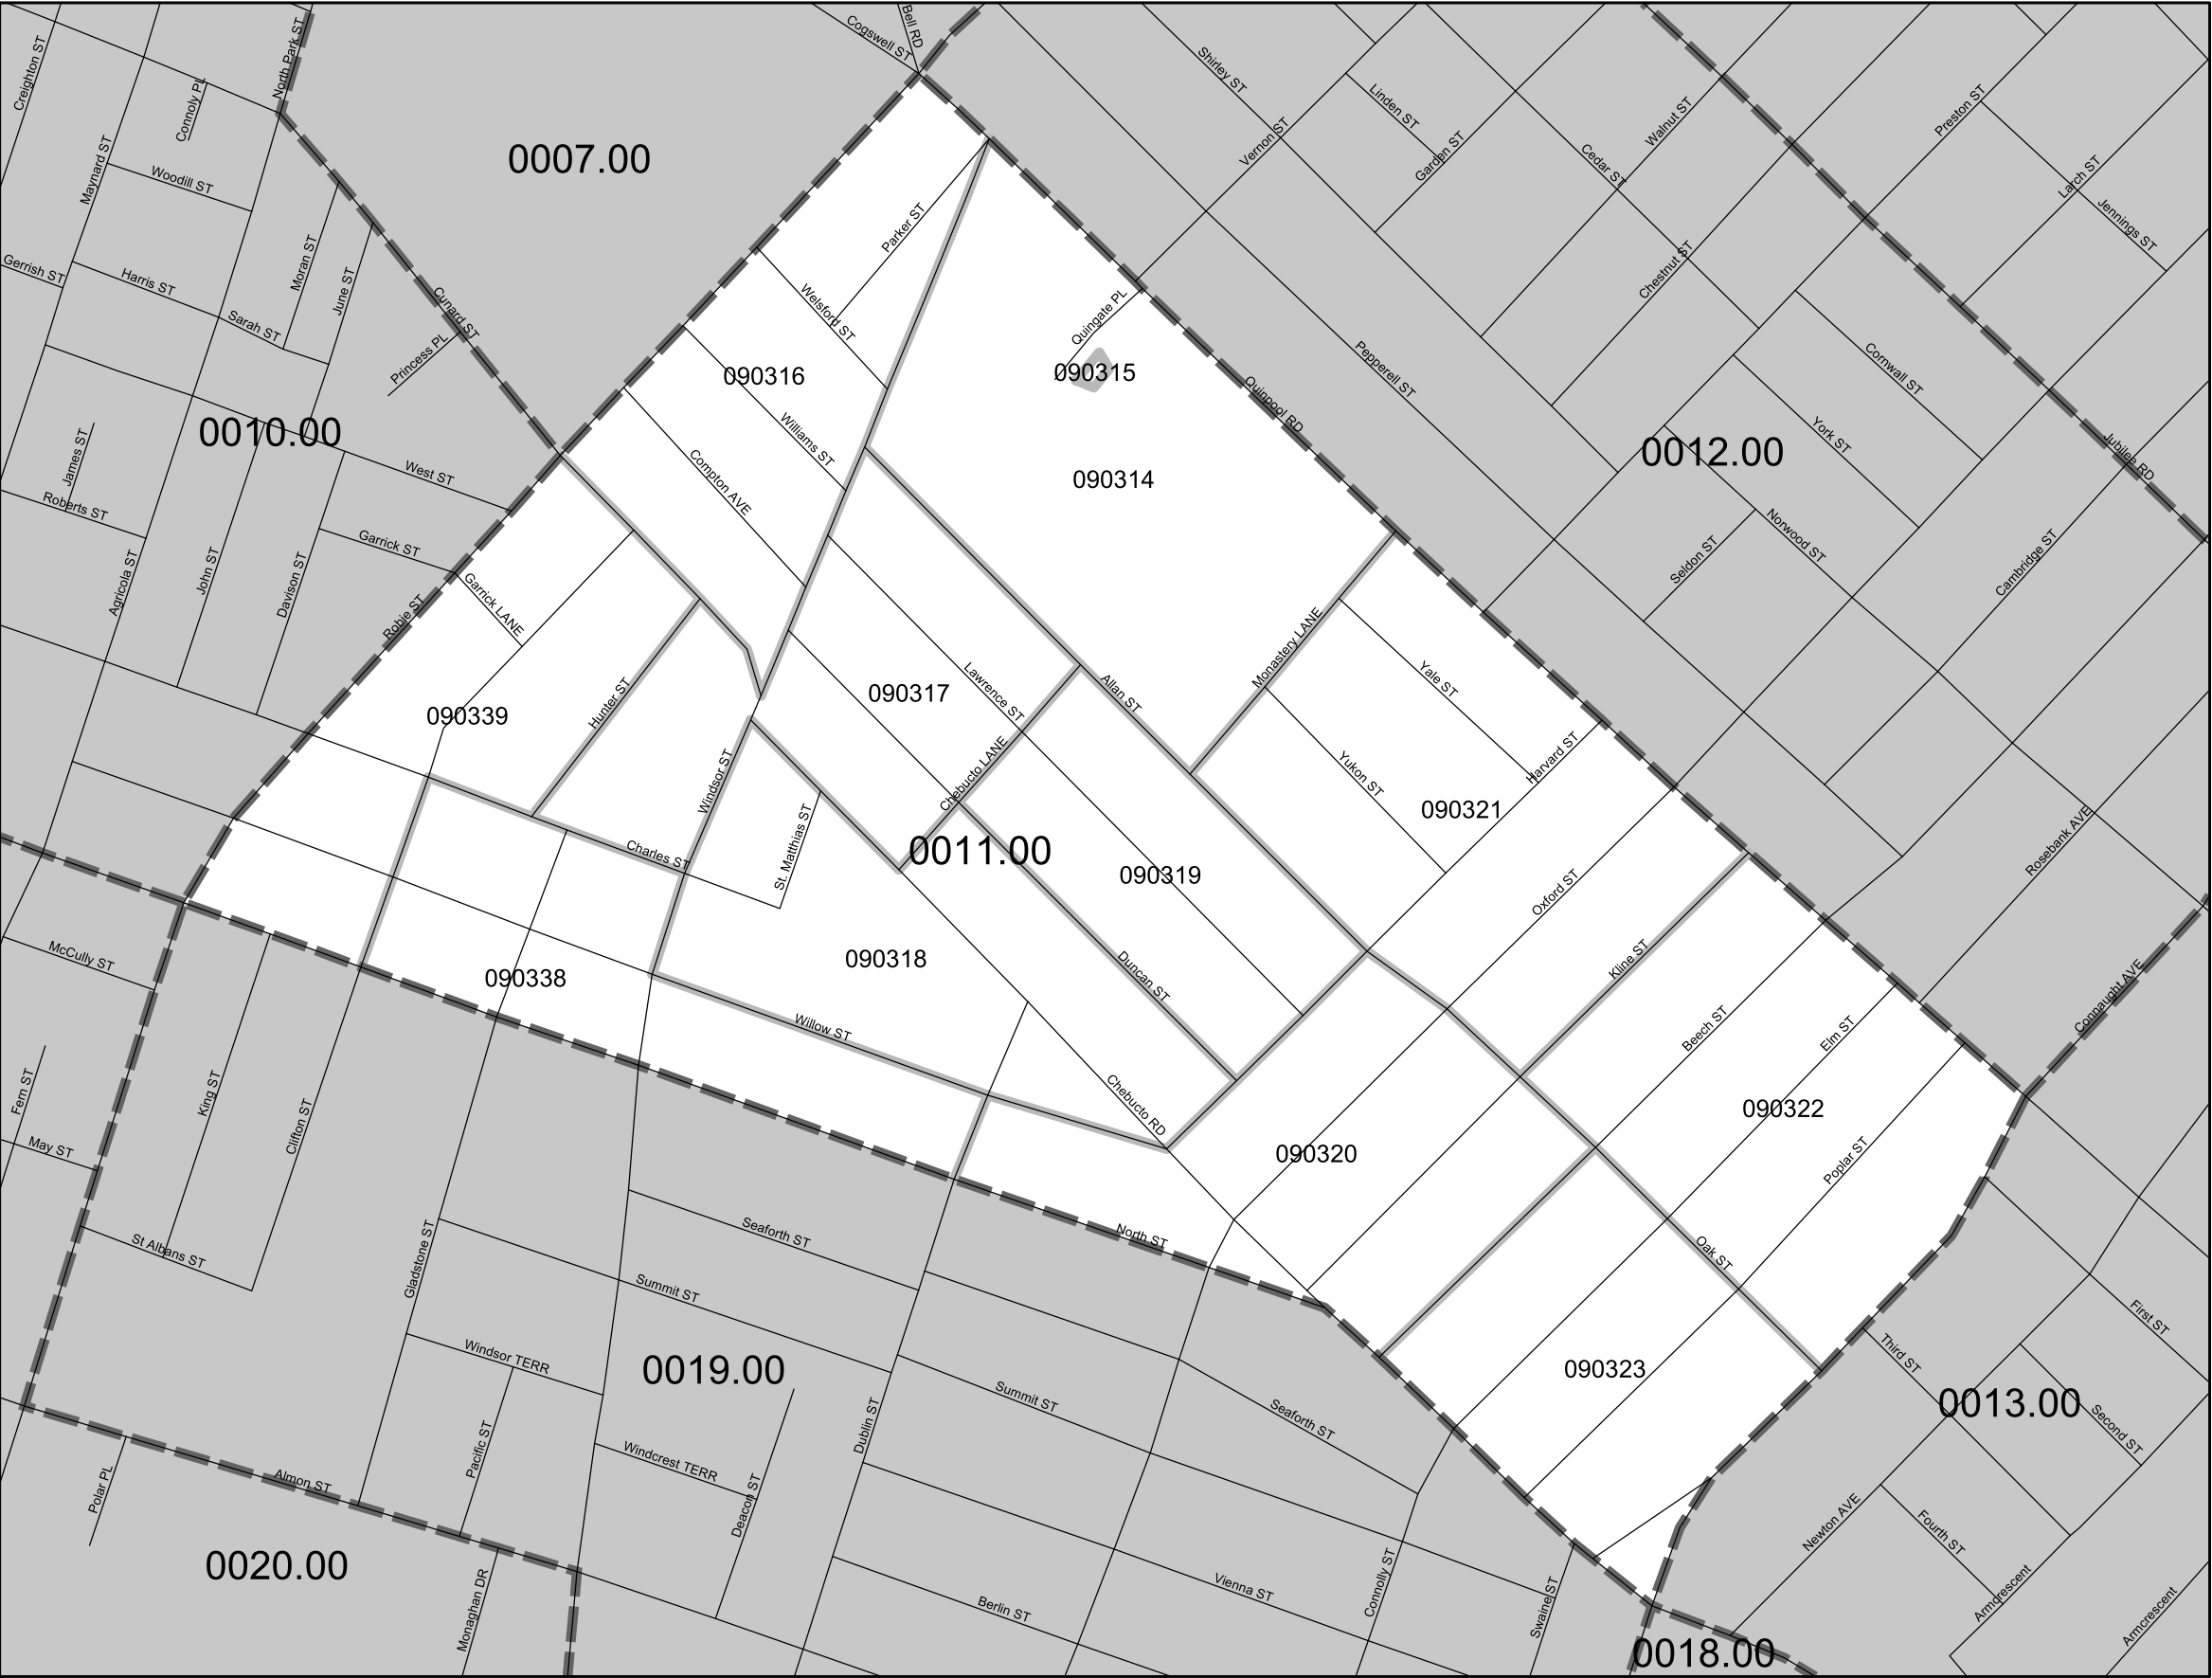 Creighton ST
North Park ST
Cogswell ST
Bell RD
Connoly PL
Shirley ST
Linden ST
Walnut ST
Preston ST
Vernon ST
Garden ST
Cedar ST
Maynard ST
Woodill ST
0007.00
Larch ST
Jennings ST
Parker ST
Gerrish ST
Harris ST
Moran ST
June ST
Sarah ST
Cunard ST
Princess PL
Welsford ST
Quingate PL
Chestnut ST
Pepperell ST
Cornwall ST
090316
090315
Quinpool RD
0010.00
James ST
Roberts ST
West ST
Williams ST
Compton AVE
090314
0012.00
York ST
Jubilee RD
Garrick ST
Norwood ST
Seldon ST
Cambridge ST
Agricola ST
John ST
Davison ST
Robie ST
Garrick LANE
Monastery LANE
Yale ST
090339
Hunter ST
090317
Lawrence ST
Allan ST
Harvard ST
Yukon ST
090321
Windsor ST
Chebucto LANE
Charles ST
St. Matthias ST
0011.00
090319
Oxford ST
Rosebank AVE
McCully ST
090338
090318
Duncan ST
Kline ST
Connaught AVE
Willow ST
Beech ST
Elm ST
Fern ST
King ST
Clifton ST
Chebucto RD
090322
May ST
090320
Poplar ST
St Albans ST
Gladstone ST
Seaforth ST
North ST
Oak ST
Summit ST
First ST
Windsor TERR
0019.00
Summit ST
Seaforth ST
090323
Third ST
0013.00
Second ST
Dublin ST
Pacific ST
Windcrest TERR
Polar PL
Almon ST
Deacon ST
Newton AVE
Fourth ST
0020.00
Monaghan DR
Berlin ST
Vienna ST
Connolly ST
Swaine ST
Armcrescent
Armcrescent
0018.00